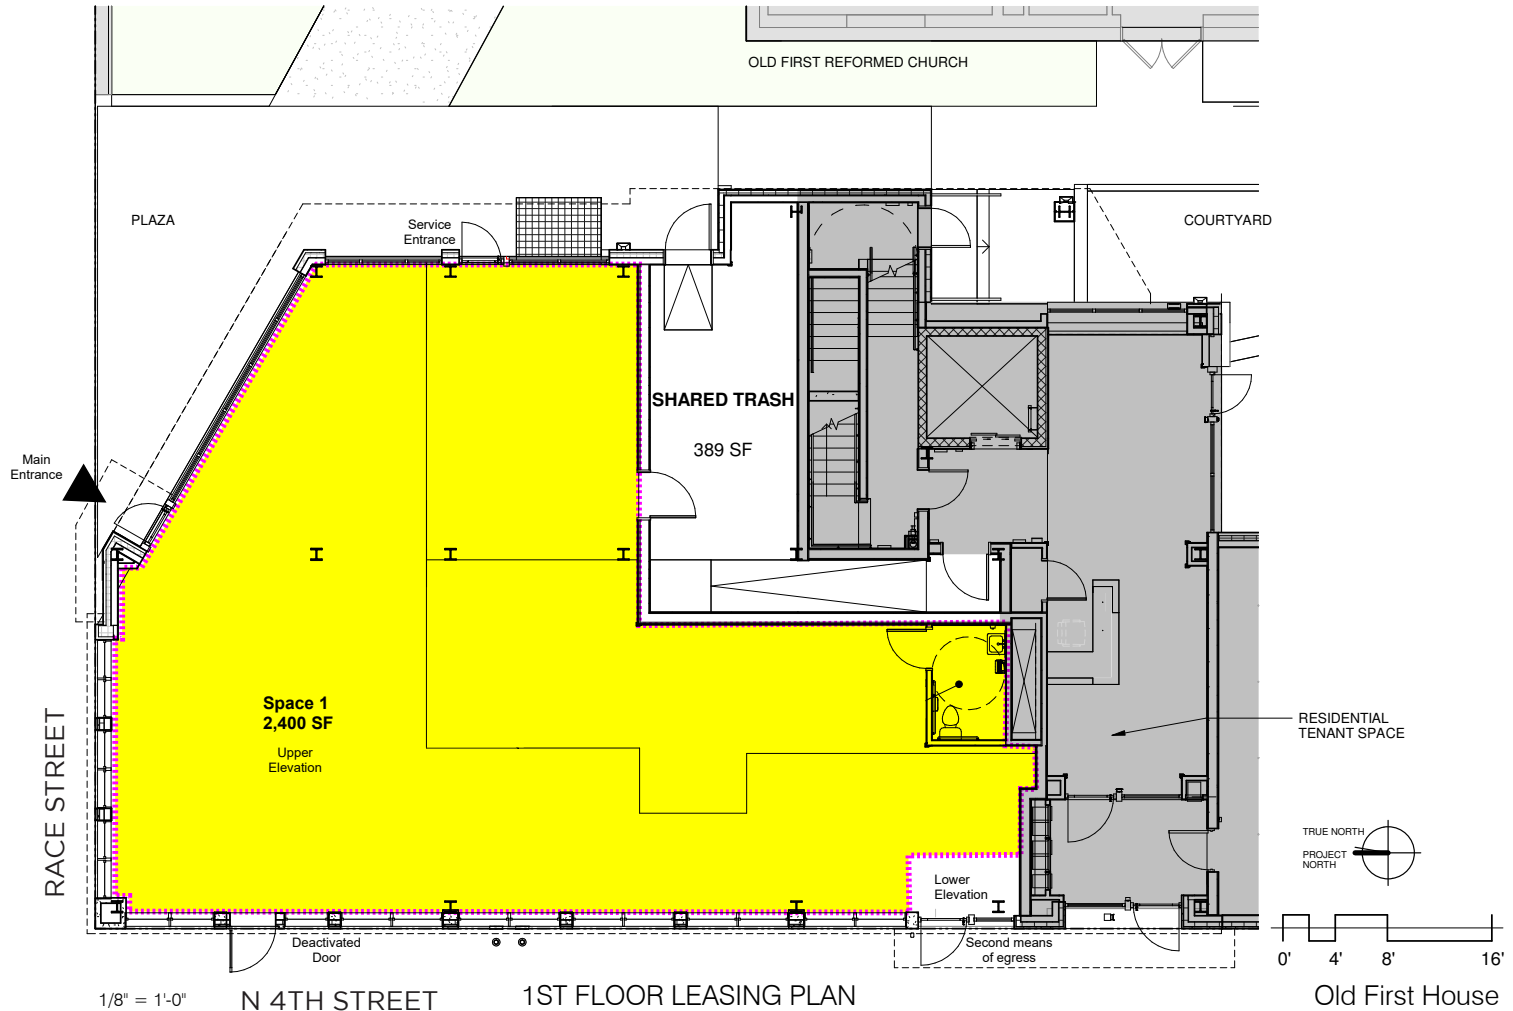 OLD FIRST REFORMED CHURCH
PLAZA
Service
Entrance
COURTYARD
SHARED TRASH
389 SF
Main
Entrance
Space 1
2,400 SF
Upper
Elevation
RACE STREET
RESIDENTIAL
TENANT SPACE
TRUE NORTH
PROJECT
NORTH
Lower
Elevation
Deactivated
Door
Second means
of egress
0' 4' 8' 16'
1/8" = 1'-0"
N 4TH STREET
1ST FLOOR LEASING PLAN
Old First House